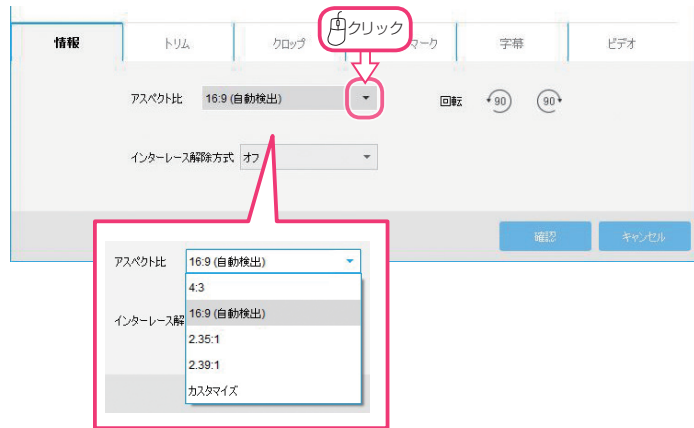 クリック
情報 トリム クロップ マーク 字幕 ビデオ
アスペクト比 16:9 (自動検出) 回転 90 90
インターレース解除方式 オフ
確認 キャンセル
アスペクト比 16:9 (自動検出)
4:3
インターレース解 16:9 (自動検出)
2.35:1
2.39:1
カスタマイズ